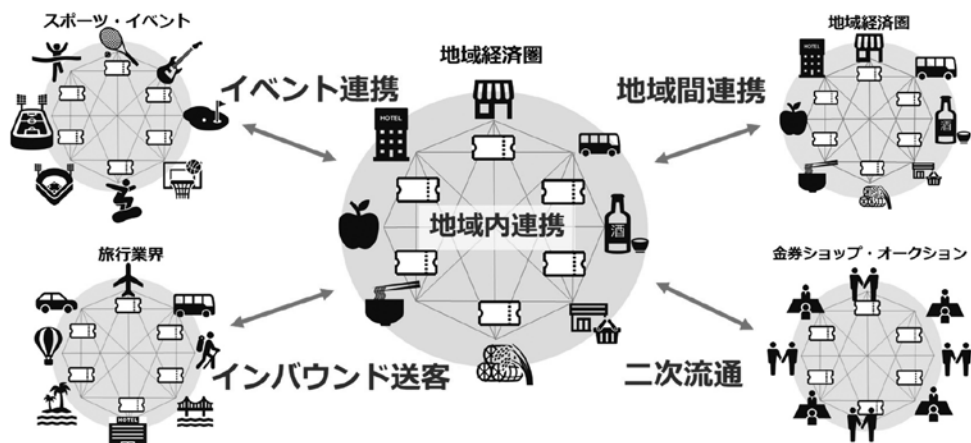 スポーツ・イベント
地域経済圏
地域経済圏
イベント連携
地域間連携
HOTEL
HOTEL
酒
酒
地域内連携
旅行業界
金券ショップ・オークション
インバウンド送客
二次流通
HOTEL